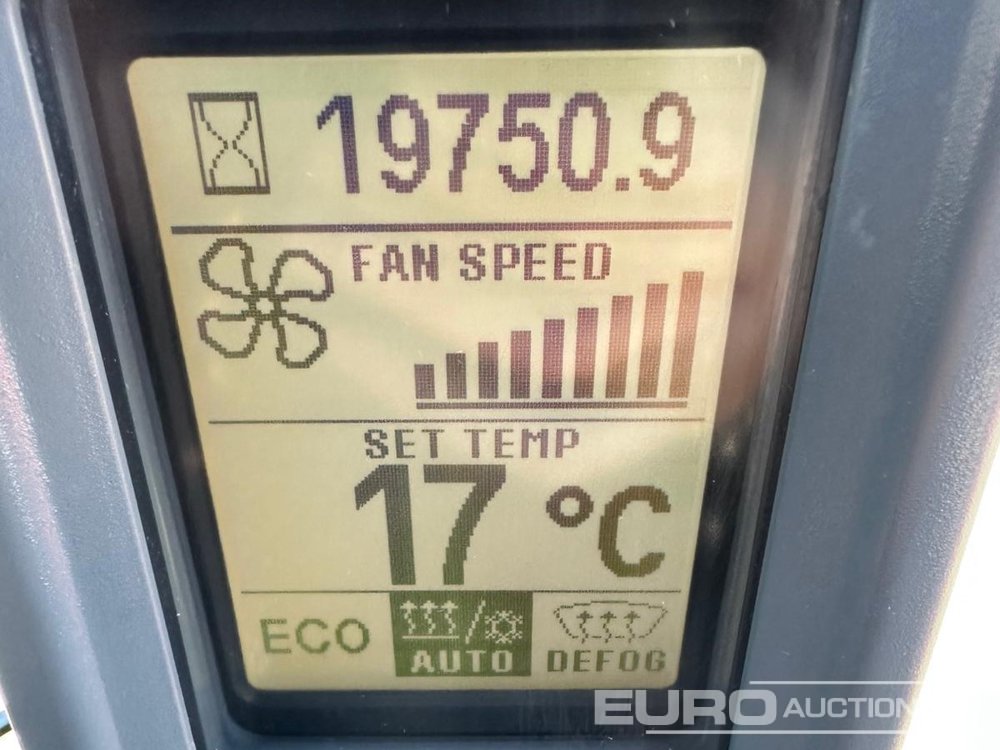 19750.9
FAN SPEED
SET TEMP
17 °C
ECO
AUTO
DEFOG
EURO AUCTION